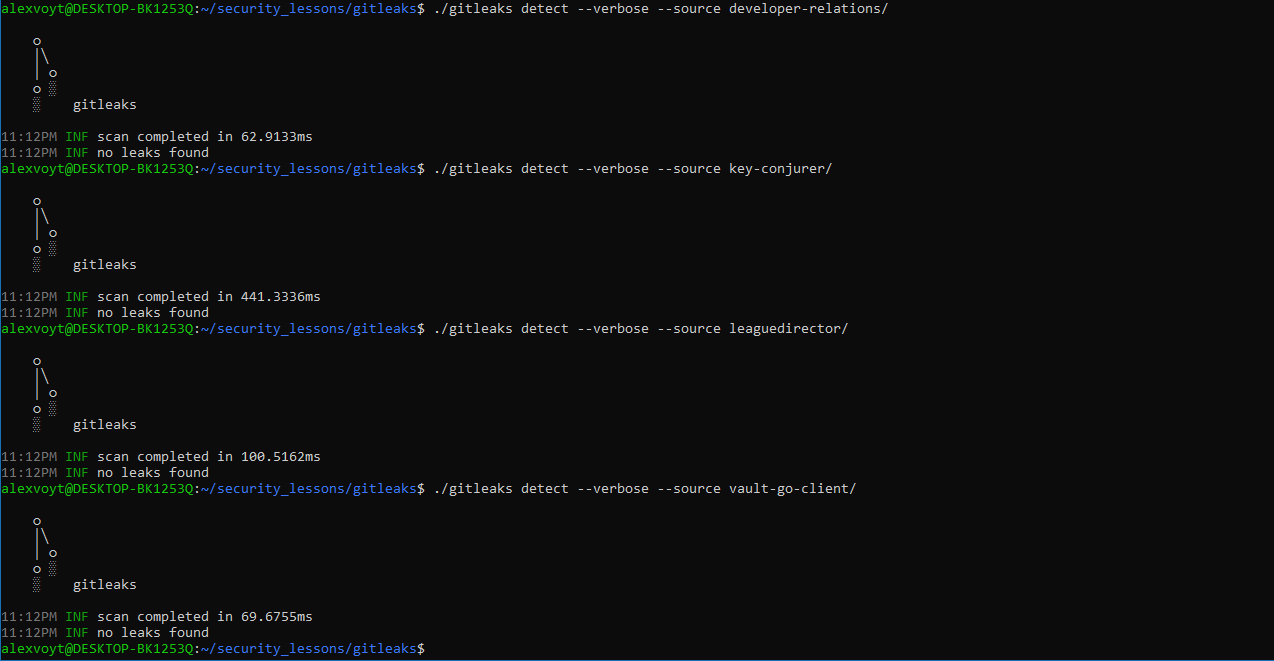 alexvoyt@DESKTOP-BK1253Q:~/security_lessons/gitleaks$ ./gitleaks detect --verbose --source developer-relations/
○
│╲
│ ○
○ ░
░    gitleaks
11:12PM INF scan completed in 62.9133ms
11:12PM INF no leaks found
alexvoyt@DESKTOP-BK1253Q:~/security_lessons/gitleaks$ ./gitleaks detect --verbose --source key-conjurer/
○
│╲
│ ○
○ ░
░    gitleaks
11:12PM INF scan completed in 441.3336ms
11:12PM INF no leaks found
alexvoyt@DESKTOP-BK1253Q:~/security_lessons/gitleaks$ ./gitleaks detect --verbose --source leaguedirector/
○
│╲
│ ○
○ ░
░    gitleaks
11:12PM INF scan completed in 100.5162ms
11:12PM INF no leaks found
alexvoyt@DESKTOP-BK1253Q:~/security_lessons/gitleaks$ ./gitleaks detect --verbose --source vault-go-client/
○
│╲
│ ○
○ ░
░    gitleaks
11:12PM INF scan completed in 69.6755ms
11:12PM INF no leaks found
alexvoyt@DESKTOP-BK1253Q:~/security_lessons/gitleaks$